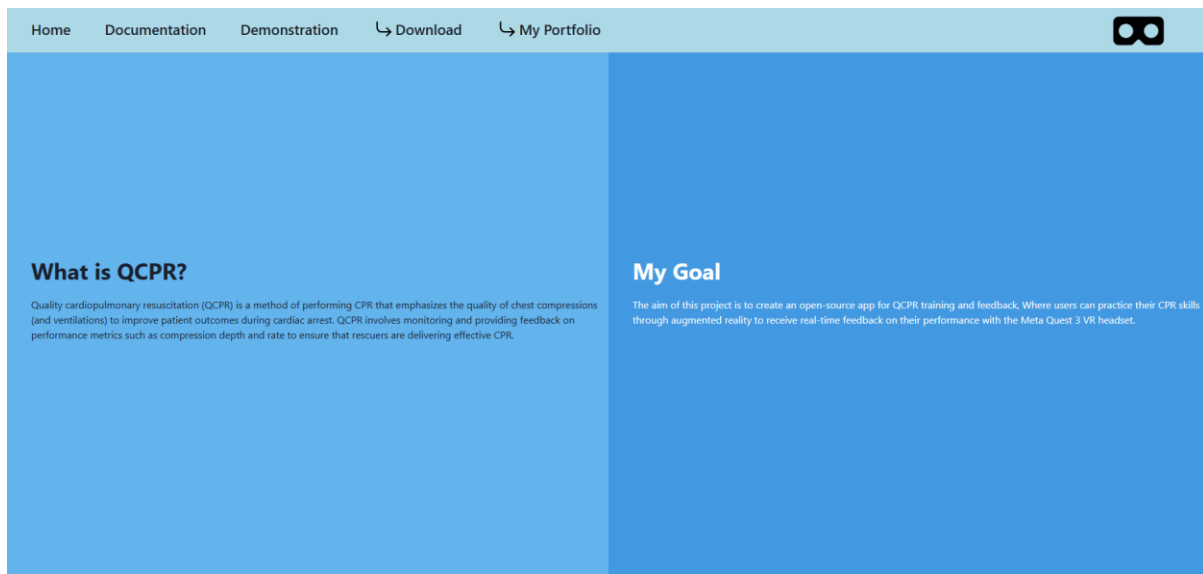 Home Documentation Demonstration Download My Portfolio
What is QCPR?
Quality cardiopulmonary resuscitation (QCPR) is a method of performing CPR that emphasizes the quality of chest compressions
(and ventilations) to improve patient outcomes during cardiac arrest. QCPR involves monitoring and providing feedback on
performance metrics such as compression depth and rate to ensure that rescuers are delivering effective CPR.
My Goal
The aim of this project is to create an open-source app for QCPR training and feedback, Where users can practice their CPR skills
through augmented reality to receive real-time feedback on their performance with the Meta Quest 3 VR headset.